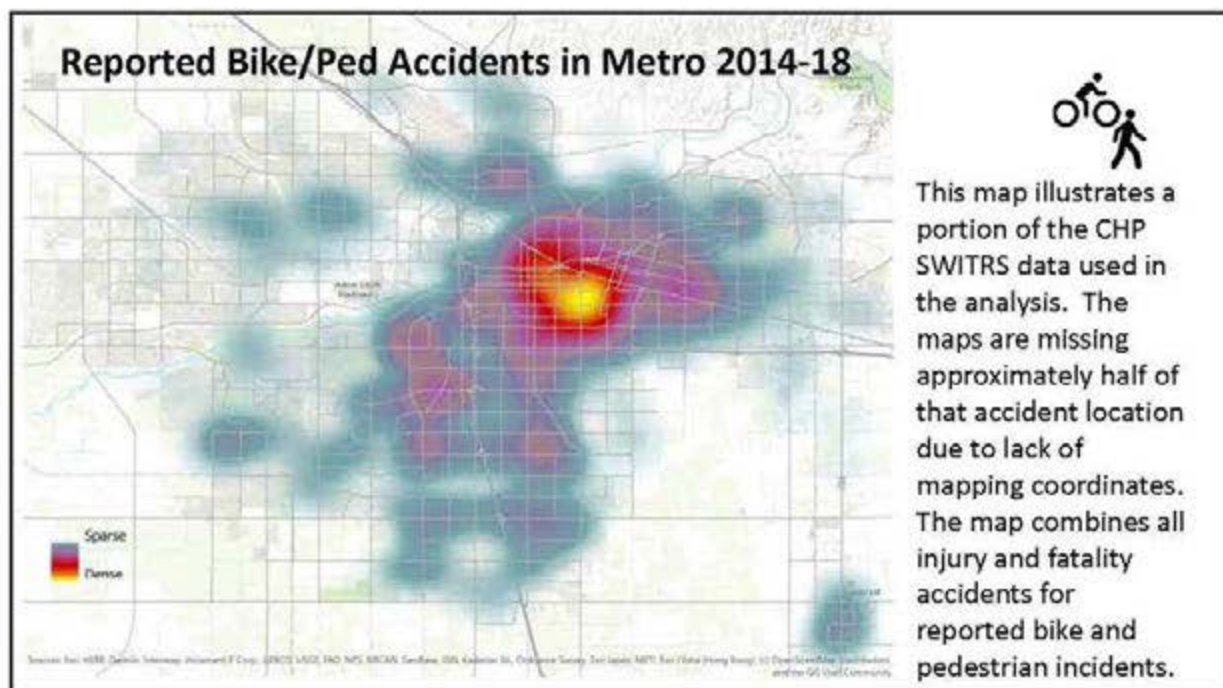 Reported Bike/Ped Accidents in Metro 2014-18
This map illustrates a
portion of the CHP
SWITRS data used in
the analysis. The
maps are missing
approximately half of
that accident location
due to lack of
mapping coordinates.
The map combines all
injury and fatality
accidents for
reported bike and
pedestrian incidents.
Sparse
Dense